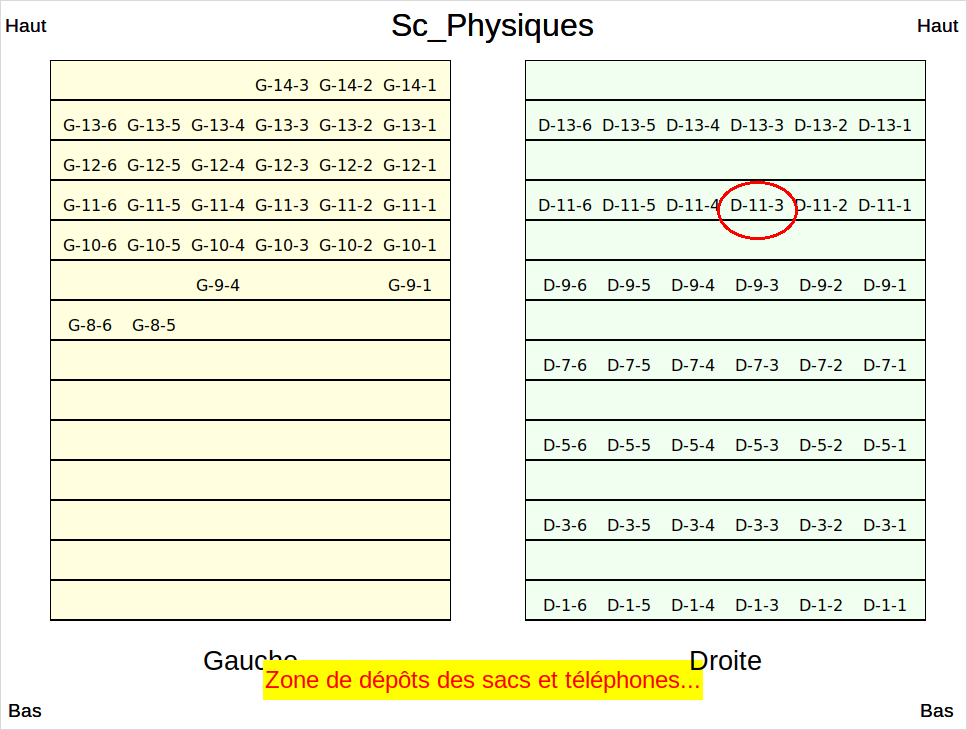 Sc_Physiques
Haut Haut
G-14-3 G-14-2 G-14-1
G-13-6 G-13-5 G-13-4 G-13-3 G-13-2 G-13-1
G-12-6 G-12-5 G-12-4 G-12-3 G-12-2 G-12-1
G-11-6 G-11-5 G-11-4 G-11-3 G-11-2 G-11-1
G-10-6 G-10-5 G-10-4 G-10-3 G-10-2 G-10-1
G-9-4 G-9-1
G-8-6 G-8-5
Gauche
D-13-6 D-13-5 D-13-4 D-13-3 D-13-2 D-13-1
D-11-6 D-11-5 D-11-4 D-11-3 D-11-2 D-11-1
D-9-6 D-9-5 D-9-4 D-9-3 D-9-2 D-9-1
D-7-6 D-7-5 D-7-4 D-7-3 D-7-2 D-7-1
D-5-6 D-5-5 D-5-4 D-5-3 D-5-2 D-5-1
D-3-6 D-3-5 D-3-4 D-3-3 D-3-2 D-3-1
D-1-6 D-1-5 D-1-4 D-1-3 D-1-2 D-1-1
Droite
Zone de dépôts des sacs et téléphones...
Bas Bas